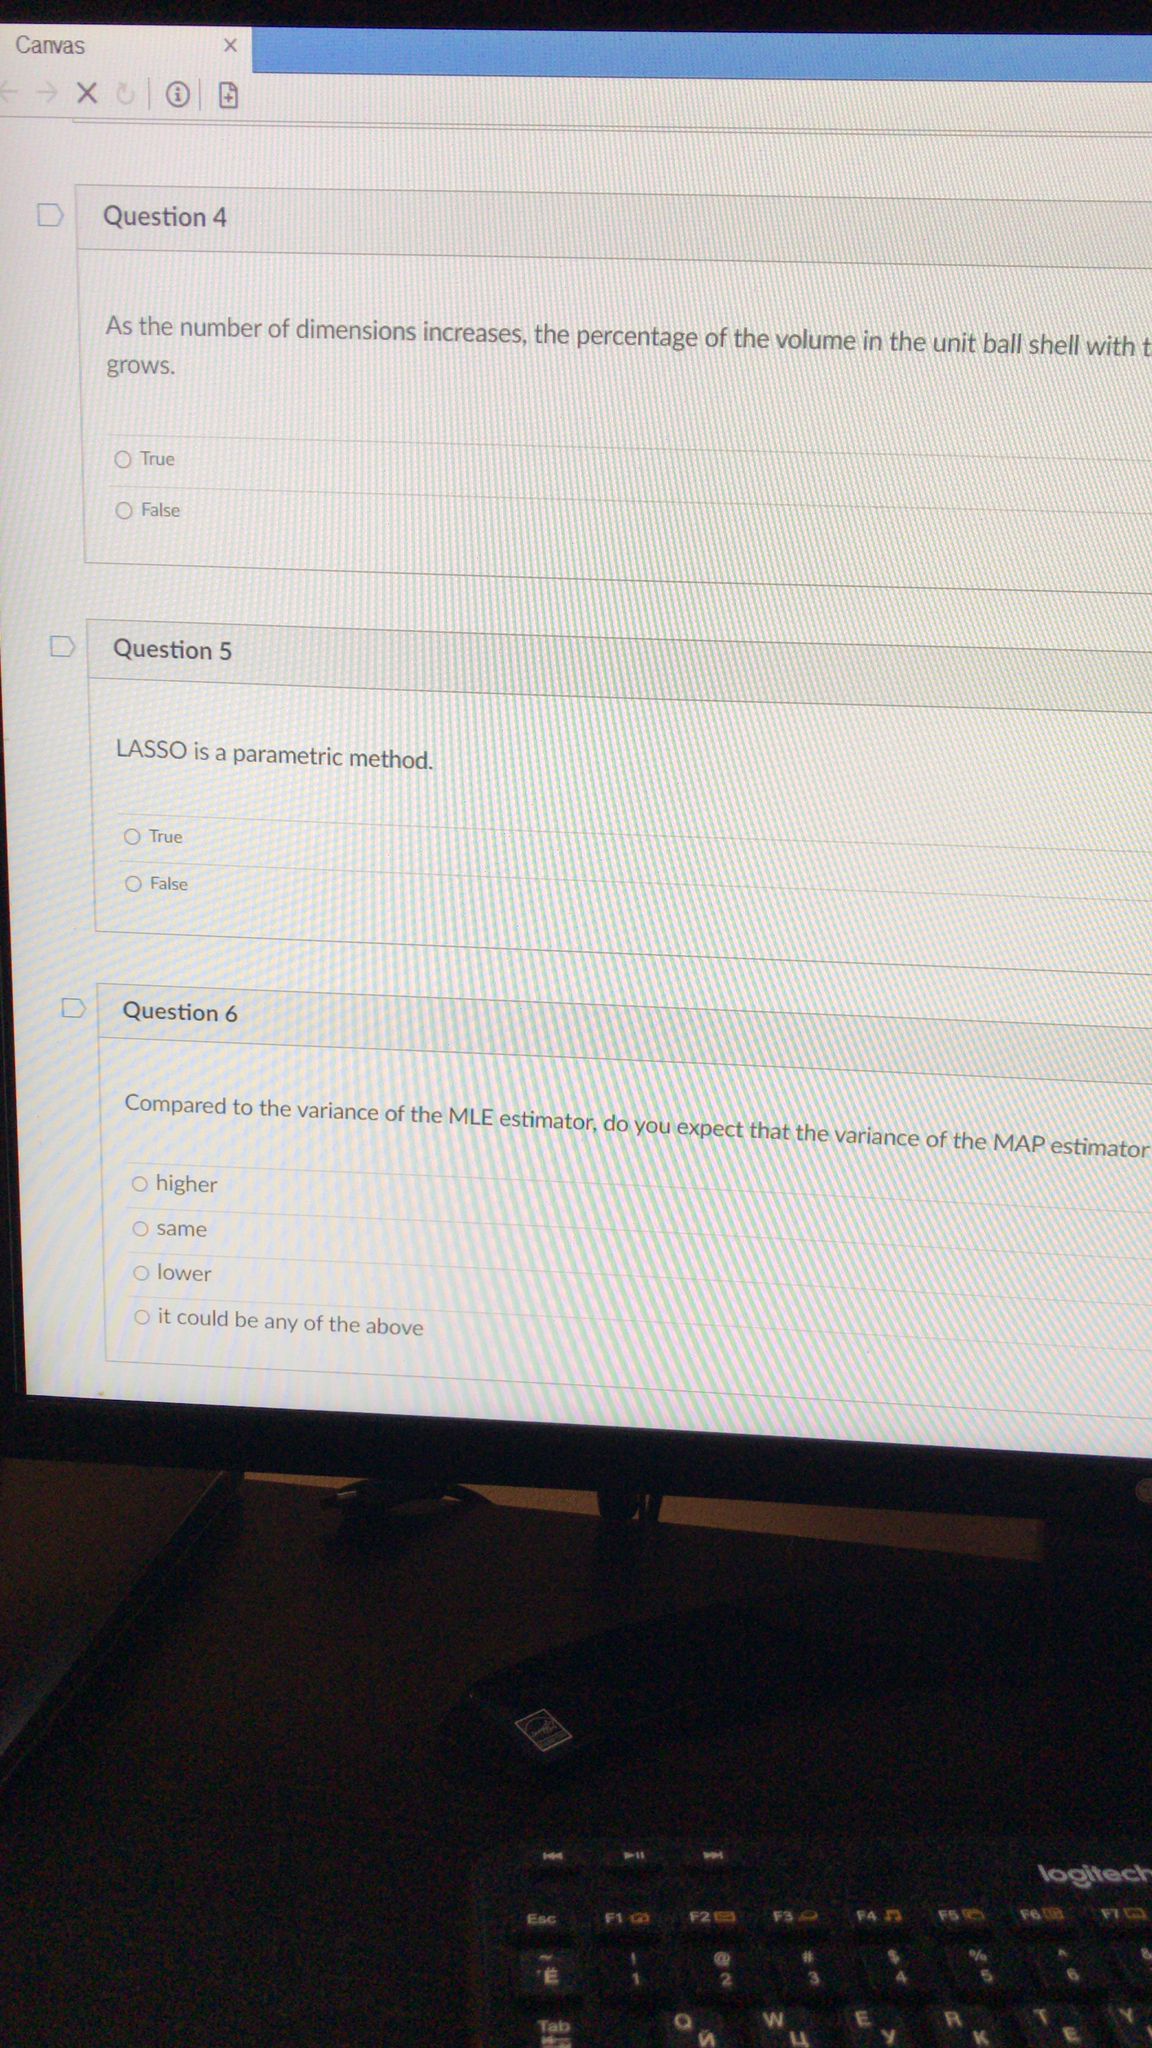 Canvas
Question 4
As the number of dimensions increases, the percentage of the volume in the unit ball shell with
grows.
True
False
Question 5
LASSO is a parametric method.
True
False
Question 6
Compared to the variance of the MLE estimator, do you expect that the variance of the MAP estimator
higher
same
lower
it could be any of the above
logitech
Esc F1 F2 F3 F4 F5 F6 F7
~ ! @ # $ % ^ &
Ё 1 2 3 4 5 6
Tab Q W E R T Y
Й Ц У К Е